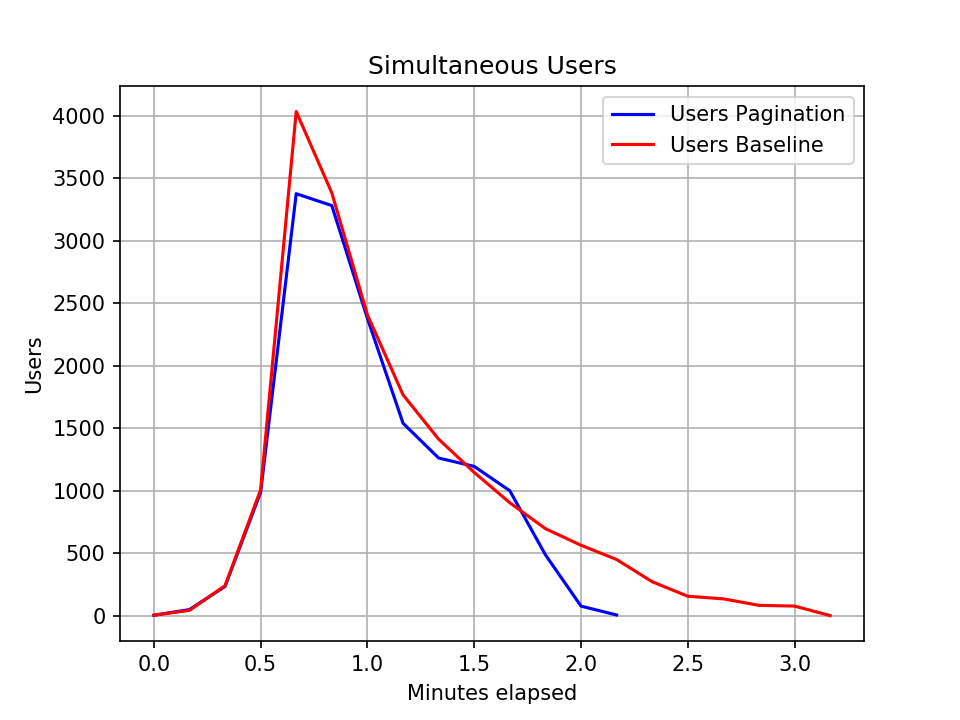 Simultaneous Users
Users Pagination
Users Baseline
4000
3500
3000
2500
2000
1500
1000
500
0
Users
0.0 0.5 1.0 1.5 2.0 2.5 3.0
Minutes elapsed